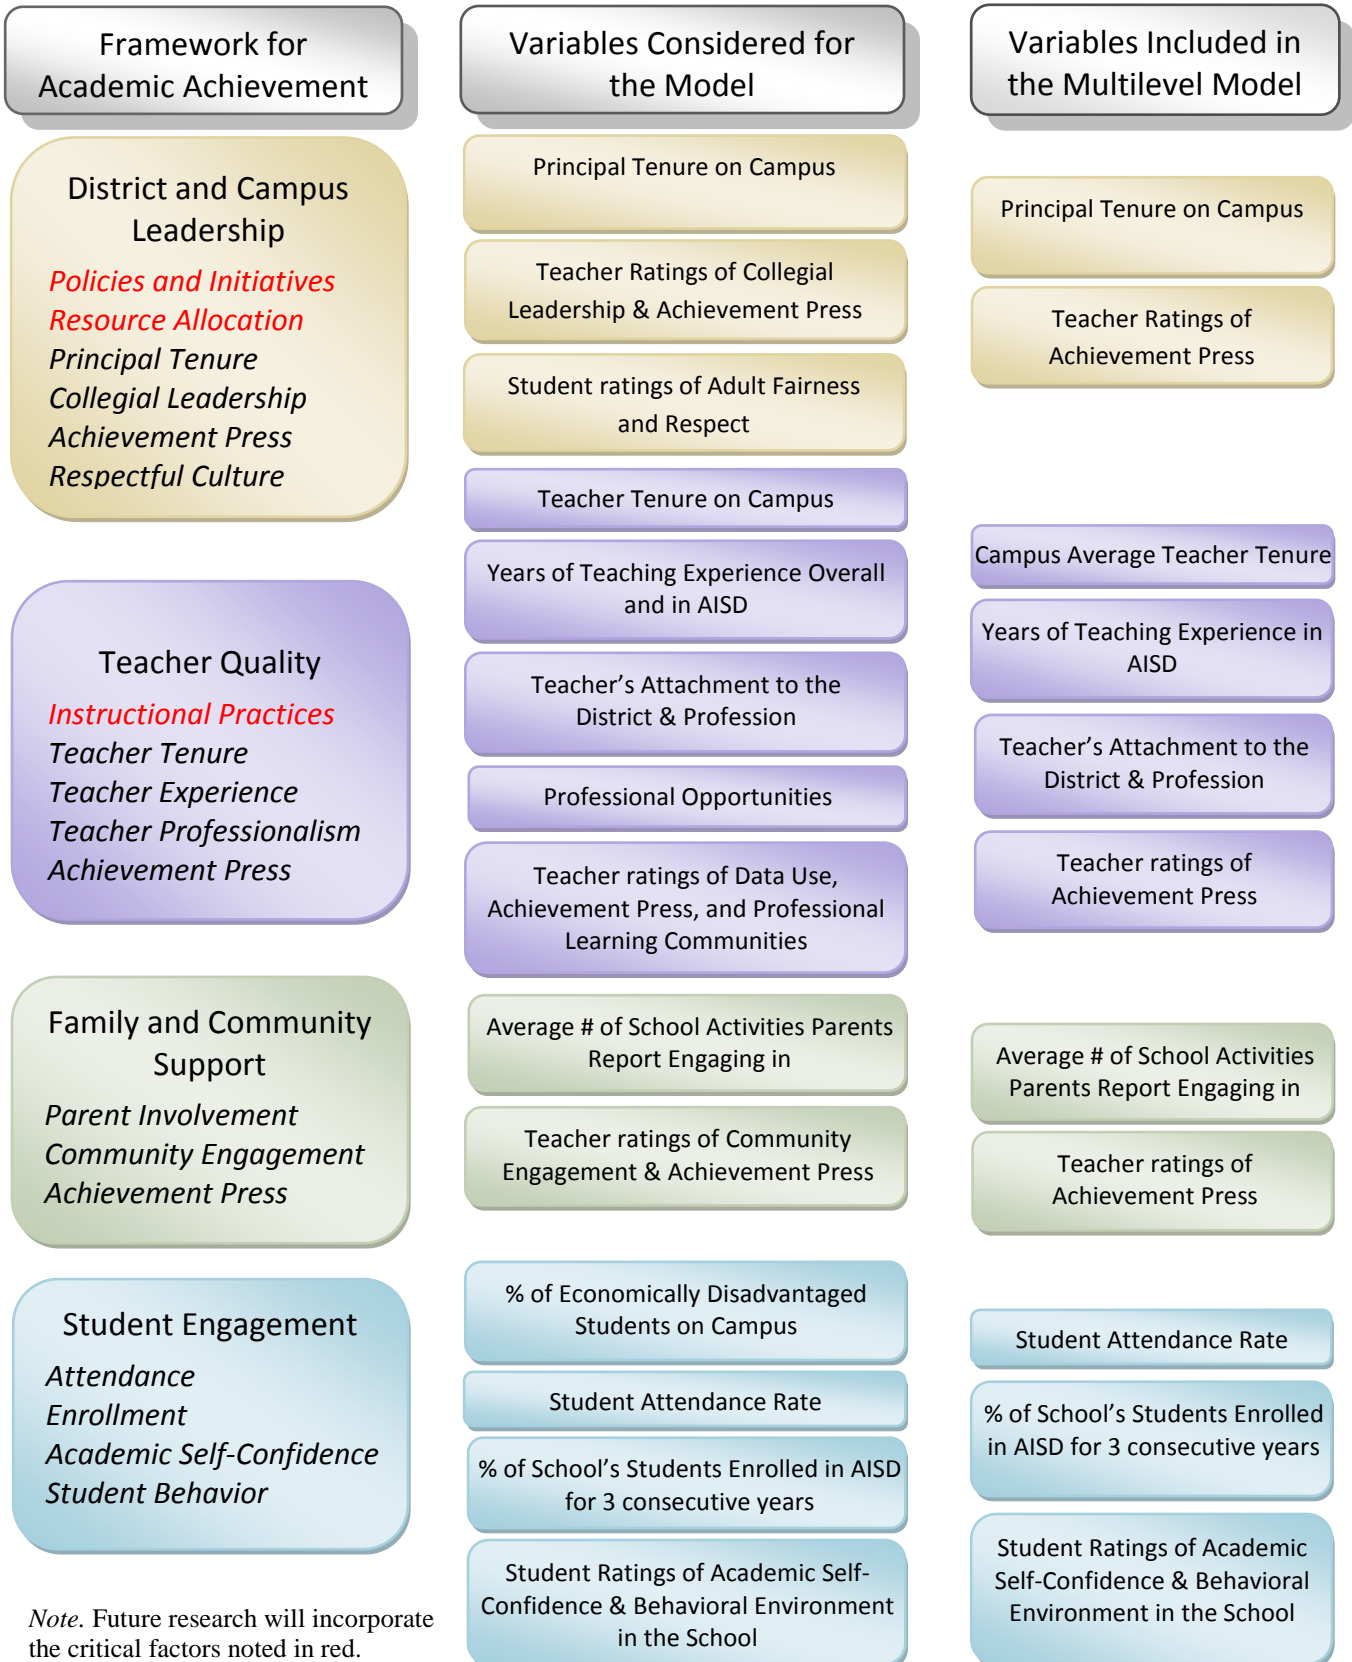 Framework for
Academic Achievement
Variables Considered for
the Model
Variables Included in
the Multilevel Model
District and Campus
Leadership
Policies and Initiatives
Resource Allocation
Principal Tenure
Collegial Leadership
Achievement Press
Respectful Culture
Principal Tenure on Campus
Teacher Ratings of Collegial
Leadership & Achievement Press
Student ratings of Adult Fairness
and Respect
Principal Tenure on Campus
Teacher Ratings of
Achievement Press
Teacher Quality
Instructional Practices
Teacher Tenure
Teacher Experience
Teacher Professionalism
Achievement Press
Teacher Tenure on Campus
Years of Teaching Experience Overall
and in AISD
Teacher’s Attachment to the
District & Profession
Professional Opportunities
Teacher ratings of Data Use,
Achievement Press, and Professional
Learning Communities
Campus Average Teacher Tenure
Years of Teaching Experience in
AISD
Teacher’s Attachment to the
District & Profession
Teacher ratings of
Achievement Press
Family and Community
Support
Parent Involvement
Community Engagement
Achievement Press
Average # of School Activities Parents
Report Engaging in
Teacher ratings of Community
Engagement & Achievement Press
Average # of School Activities
Parents Report Engaging in
Teacher ratings of
Achievement Press
Student Engagement
Attendance
Enrollment
Academic Self-Confidence
Student Behavior
% of Economically Disadvantaged
Students on Campus
Student Attendance Rate
% of School’s Students Enrolled in AISD
for 3 consecutive years
Student Ratings of Academic Self-
Confidence & Behavioral Environment
in the School
Student Attendance Rate
% of School’s Students Enrolled
in AISD for 3 consecutive years
Student Ratings of Academic
Self-Confidence & Behavioral
Environment in the School
Note. Future research will incorporate
the critical factors noted in red.